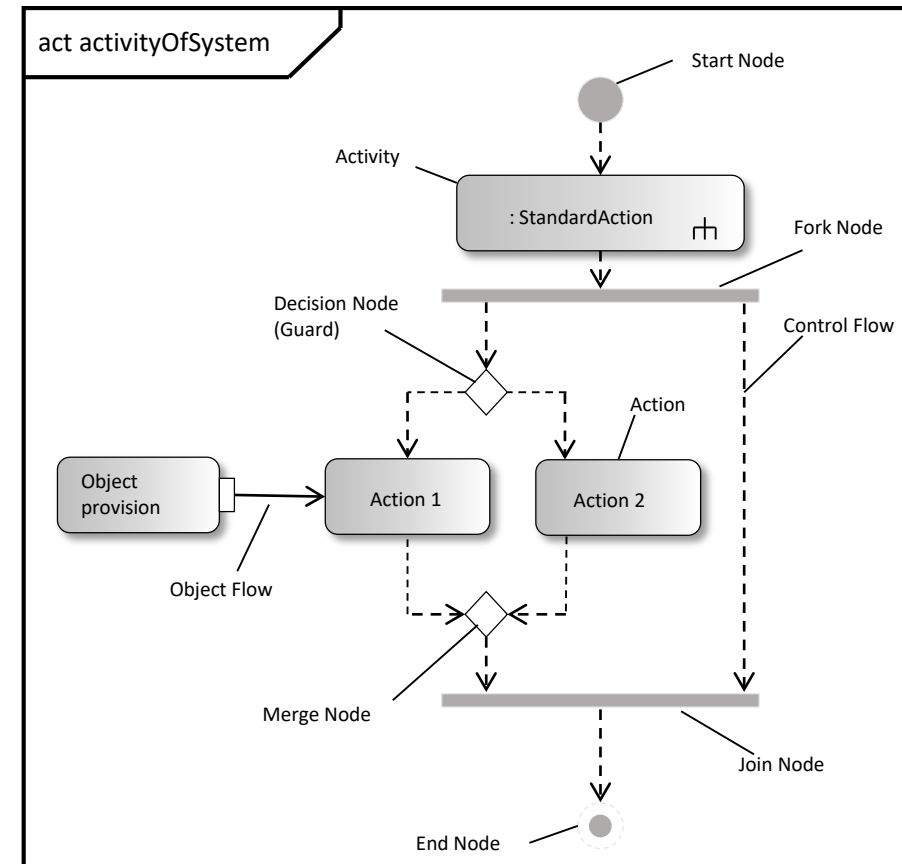 act activityOfSystem
Start Node
Activity
: StandardAction
Fork Node
Decision Node
(Guard)
Control Flow
Action
Object
provision
Action 1
Action 2
Object Flow
Merge Node
Join Node
End Node